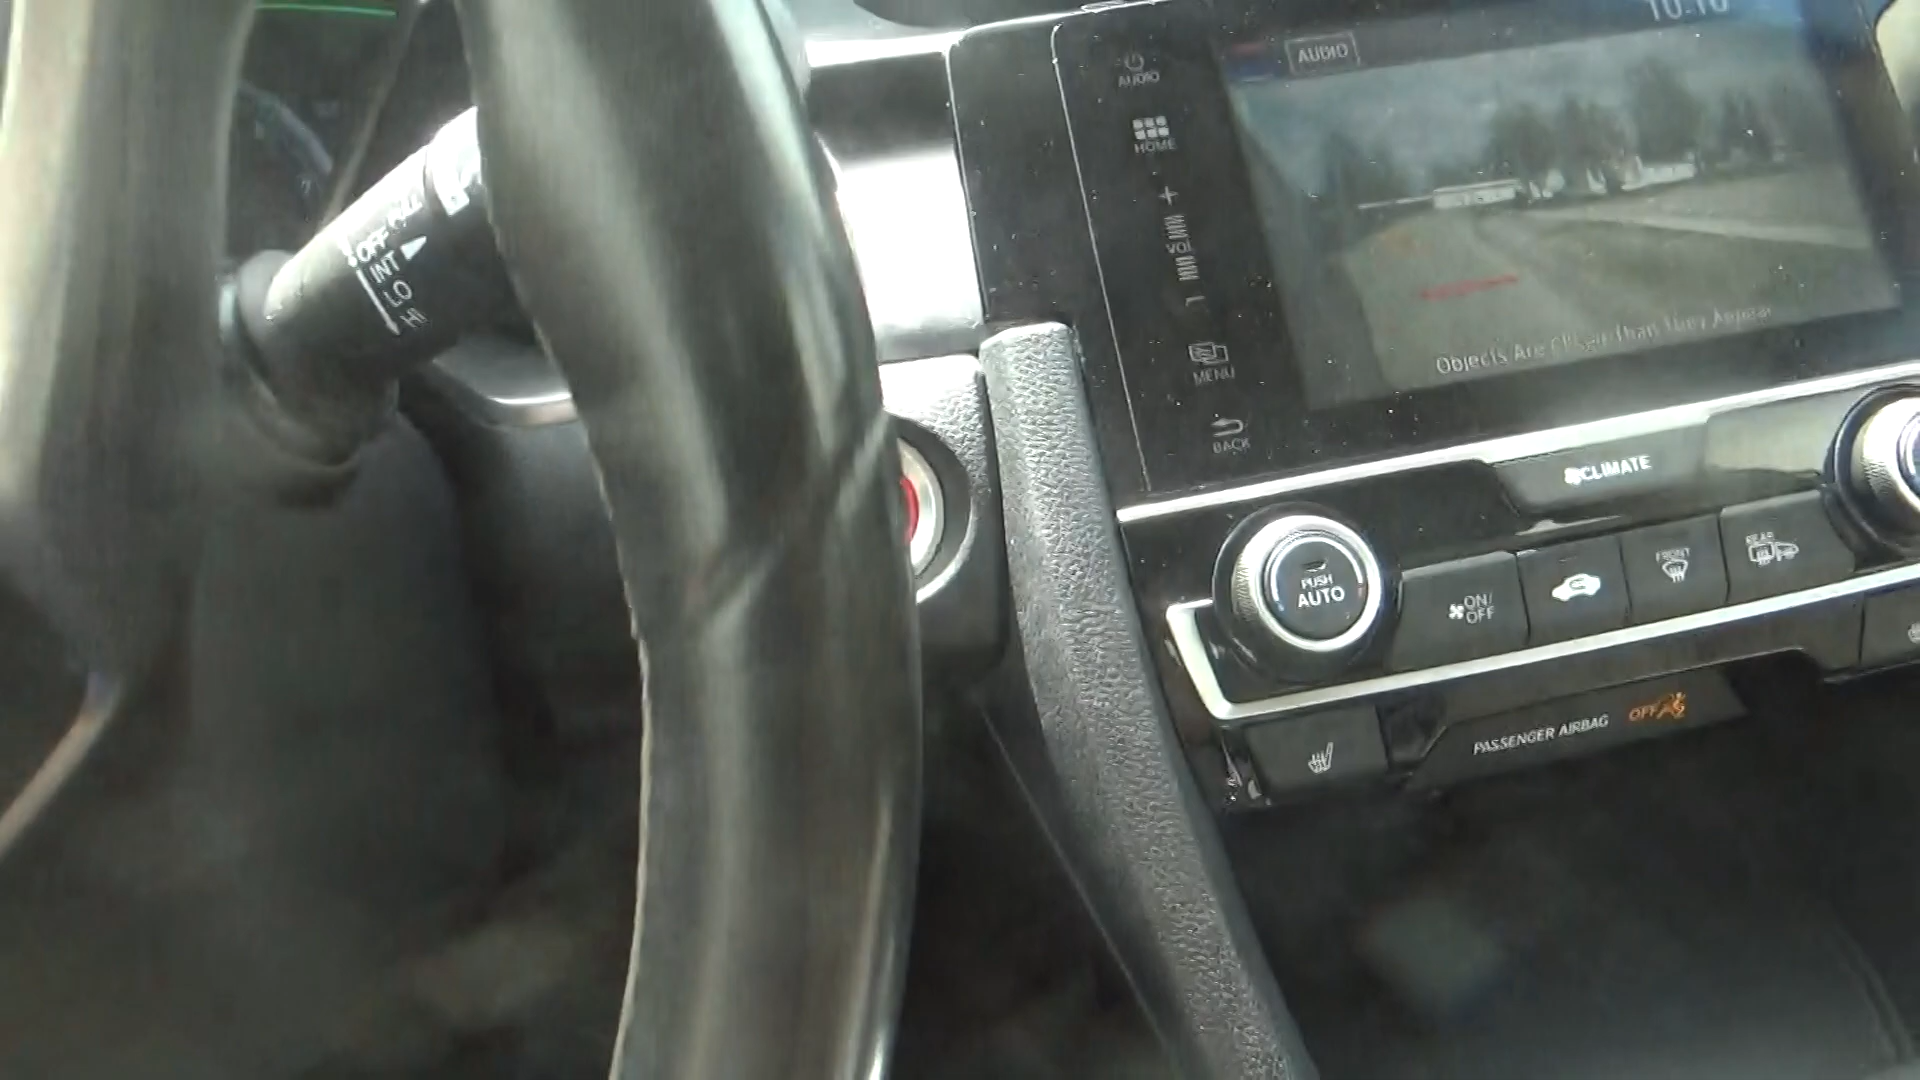 OFF
INT
LO
HI
AUDIO
HOME
+
VOL
MENU
BACK
AUDIO
Objects Are Closer Than They Appear
CLIMATE
PUSH
AUTO
ON/
OFF
FRONT
REAR
PASSENGER AIRBAG
OFF